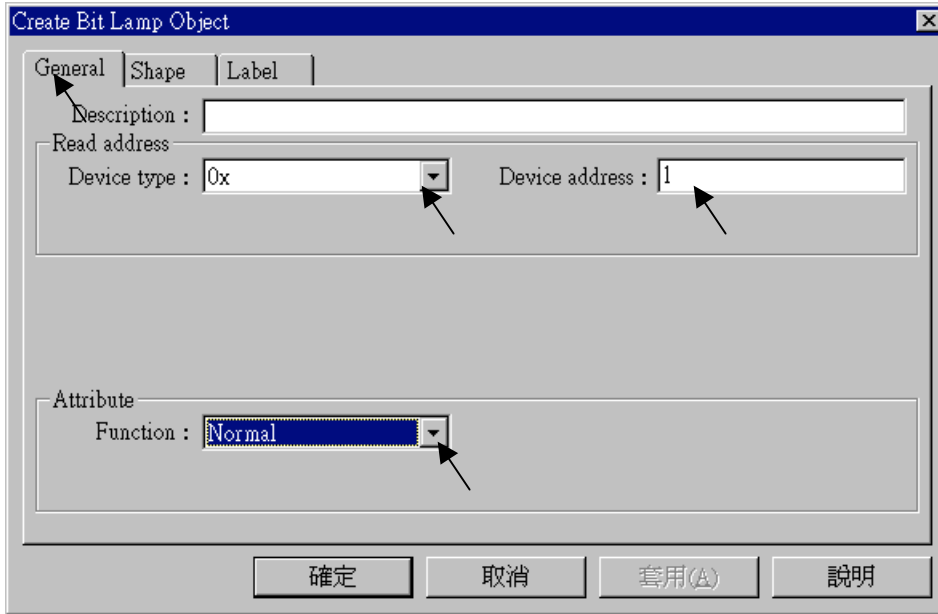 Create Bit Lamp Object
General Shape Label
Description :
Read address
Device type : 0x Device address : 1
Attribute
Function : Normal
確定 取消 套用(A) 說明